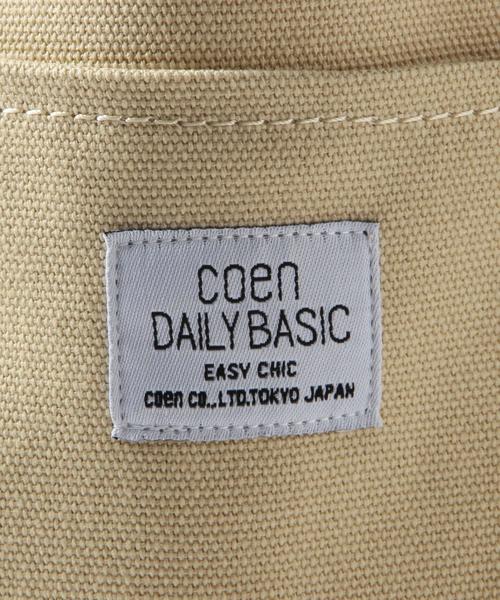 coen
DAILY BASIC
EASY CHIC
coen CO.,LTD.TOKYO JAPAN